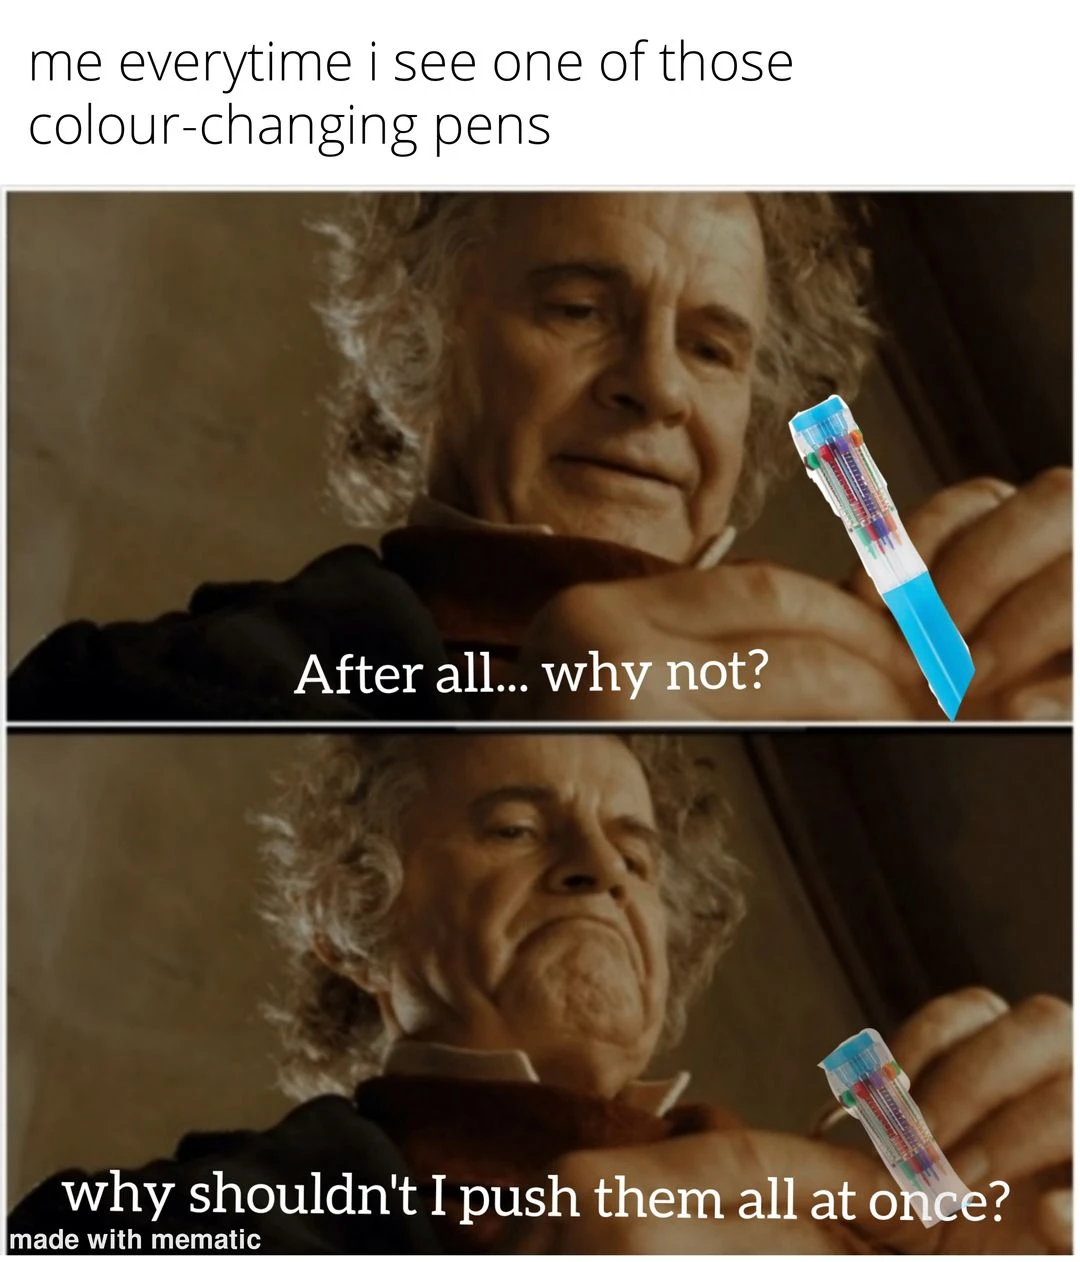 me everytime i see one of those
colour-changing pens
After all... why not?
why shouldn't I push them all at once?
made with mematic